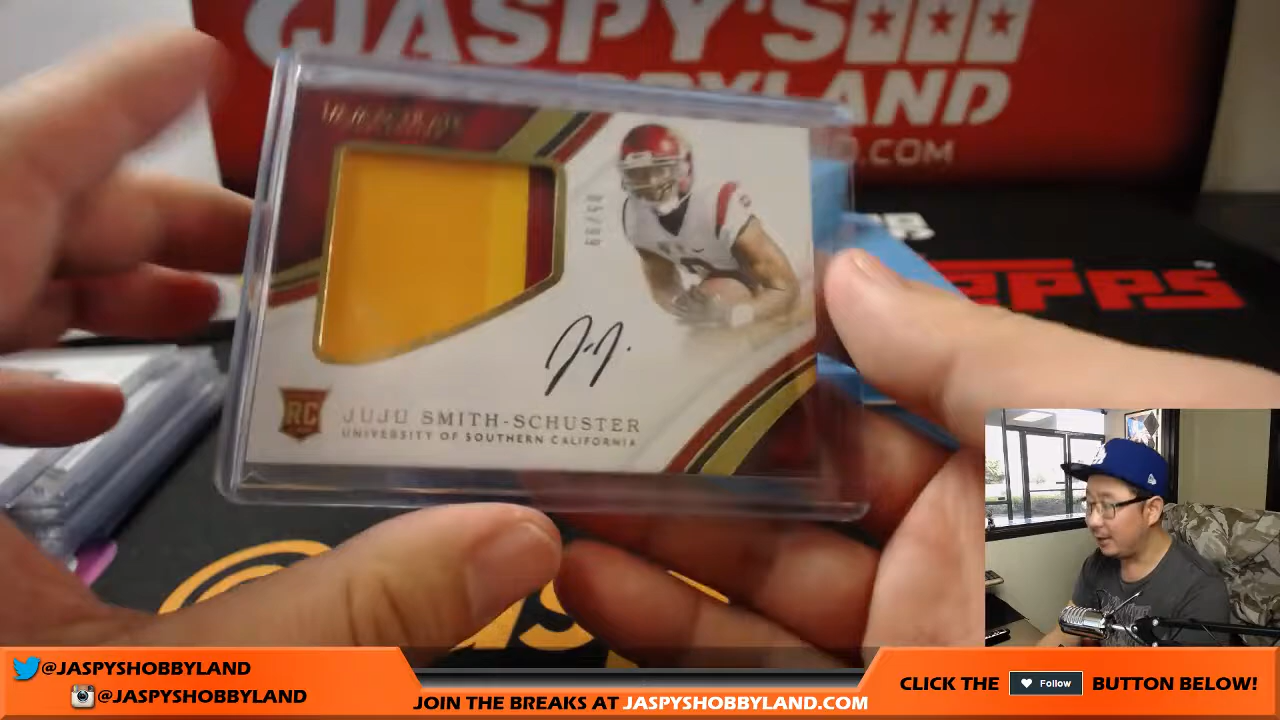 JASPY'S
HOBBYLAND
.COM
TOPPS
RC
JUJU SMITH-SCHUSTER
UNIVERSITY OF SOUTHERN CALIFORNIA
@JASPYSHOBBYLAND
@JASPYSHOBBYLAND
JOIN THE BREAKS AT JASPYSHOBBYLAND.COM
CLICK THE Follow BUTTON BELOW!